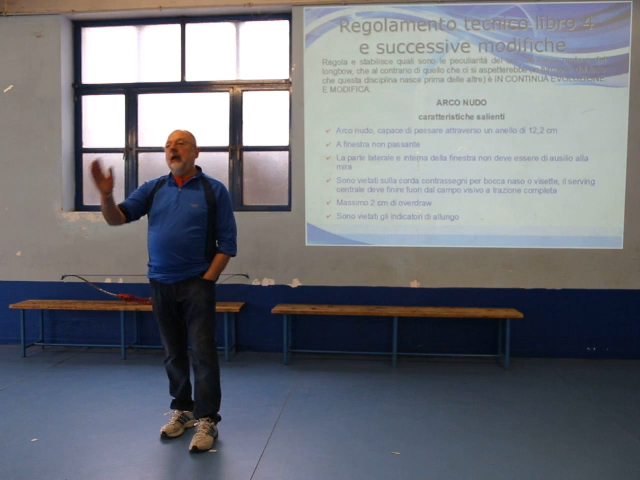 Regolamento tecnico libro 4
e successive modifiche
Regola e stabilisce quali sono le peculiarità
longbow, che al contrario di quello che ci si aspetterebbe
che questa disciplina nasce prima delle altre) è IN CONTINUA EVOLUZIONE
E MODIFICA.
ARCO NUDO
caratteristiche salienti
Arco nudo, capace di passare attraverso un anello di 12,2 cm
A finestra non passante
La parte laterale e interna della finestra non deve essere di ausilio alla
mira
Sono vietati sulla corda contrassegni per bocca naso o visette, il serving
centrale deve finire fuori dal campo visivo a trazione completa
Massimo 2 cm di overdraw
Sono vietati gli indicatori di allungo